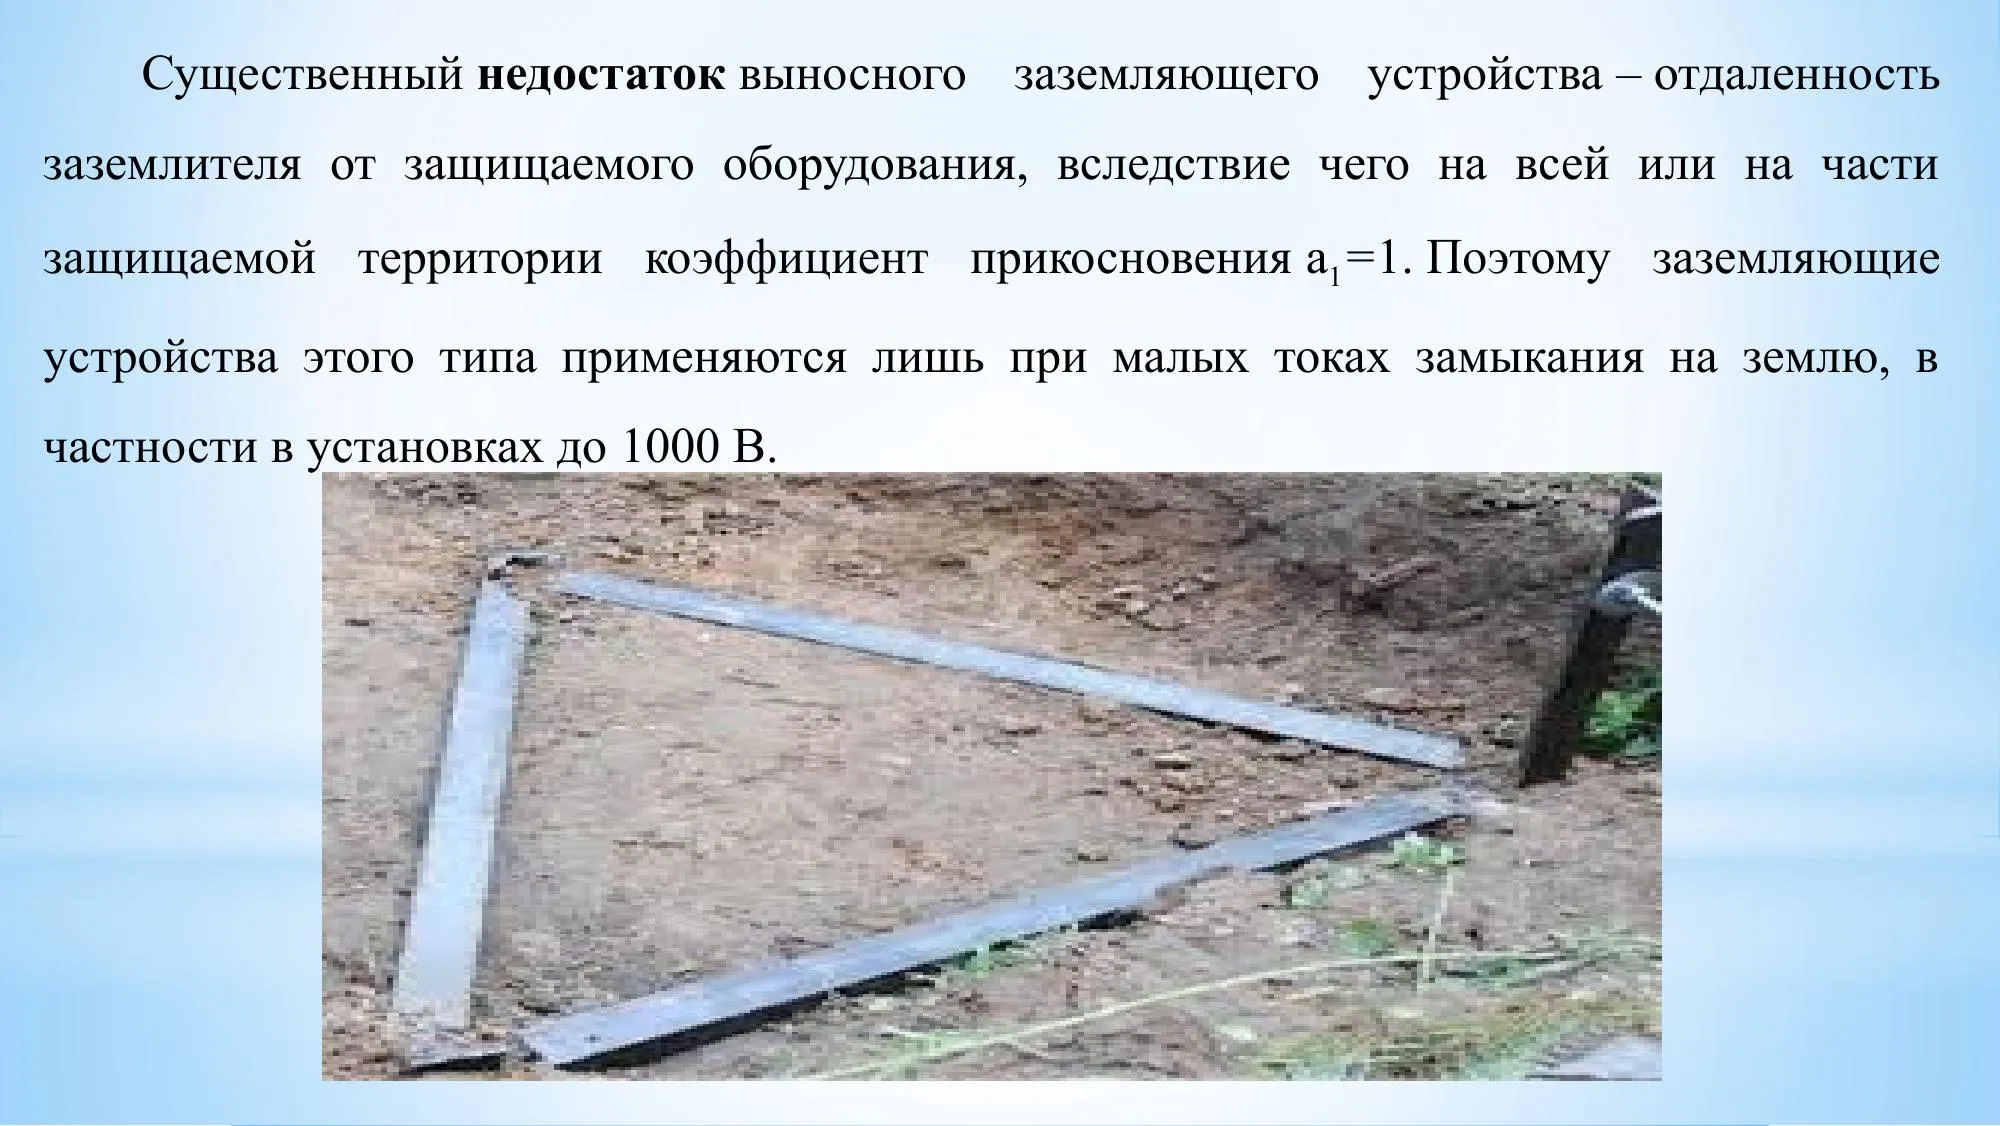 Существенный недостаток выносного заземляющего устройства – отдаленность
заземлителя от защищаемого оборудования, вследствие чего на всей или на части
защищаемой территории коэффициент прикосновения a₁=1. Поэтому заземляющие
устройства этого типа применяются лишь при малых токах замыкания на землю, в
частности в установках до 1000 В.